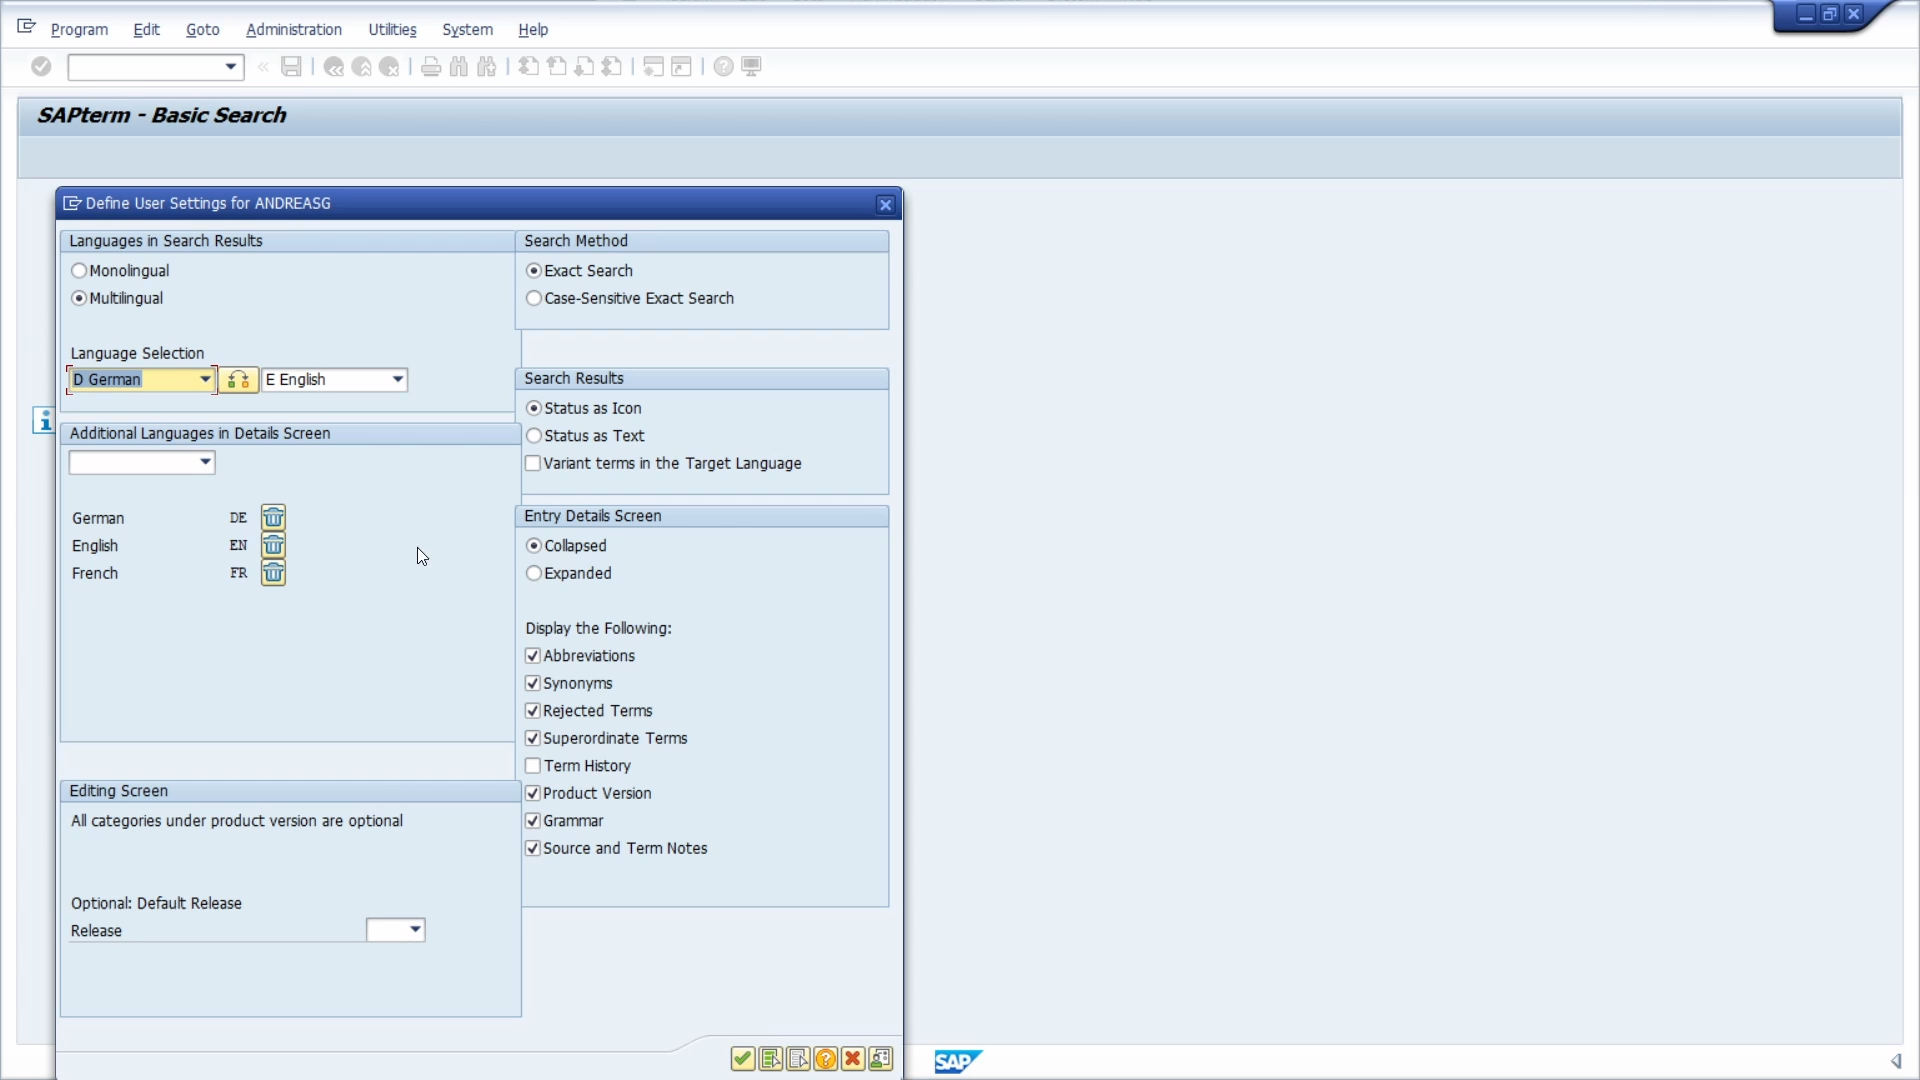 Program Edit Goto Administration Utilities System Help
SAPterm - Basic Search
Define User Settings for ANDREASG
Languages in Search Results
Monolingual
Multilingual
Language Selection
D German E English
Additional Languages in Details Screen
German DE
English EN
French FR
Editing Screen
All categories under product version are optional
Optional: Default Release
Release
Search Method
Exact Search
Case-Sensitive Exact Search
Search Results
Status as Icon
Status as Text
Variant terms in the Target Language
Entry Details Screen
Collapsed
Expanded
Display the Following:
Abbreviations
Synonyms
Rejected Terms
Superordinate Terms
Term History
Product Version
Grammar
Source and Term Notes
SAP